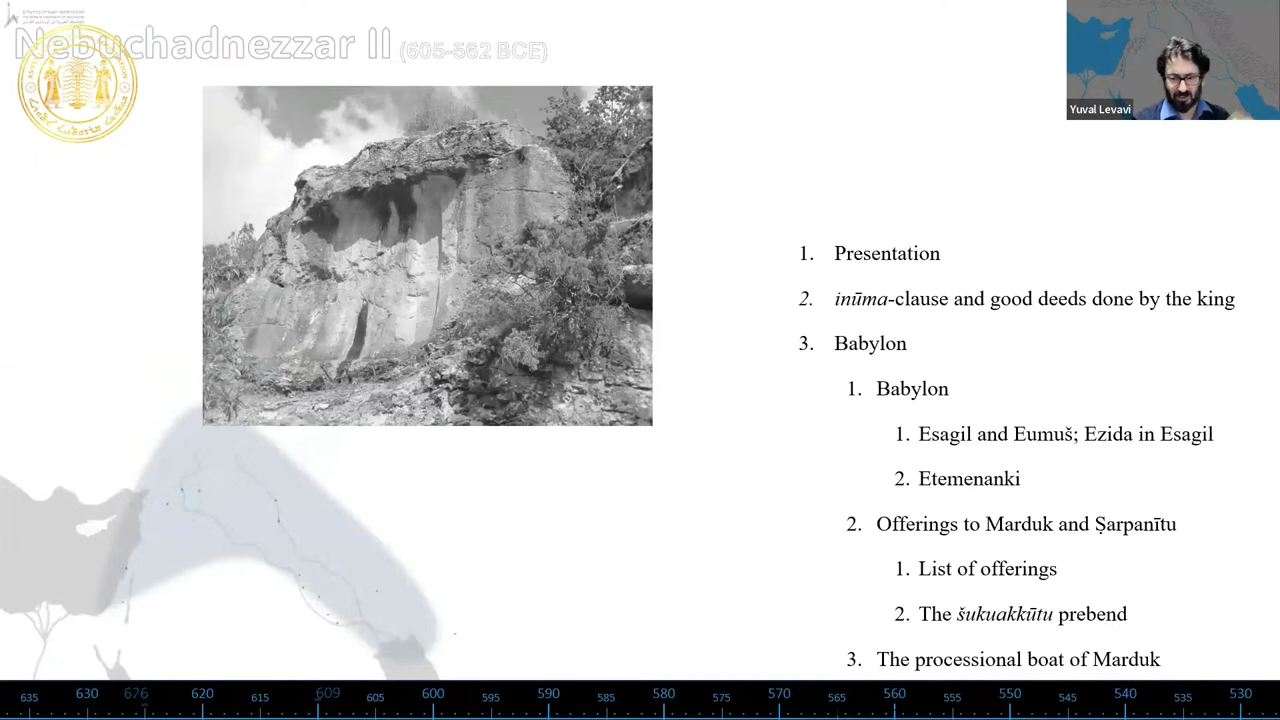 Nebuchadnezzar II (605-562 BCE)
Yuval Levavi
1. Presentation
2. inūma-clause and good deeds done by the king
3. Babylon
1. Babylon
1. Esagil and Eumuš; Ezida in Esagil
2. Etemenanki
2. Offerings to Marduk and Ṣarpanītu
1. List of offerings
2. The šukuakkūtu prebend
3. The processional boat of Marduk
635 630 626 620 615 609 605 600 595 590 585 580 575 570 565 560 555 550 545 540 535 530